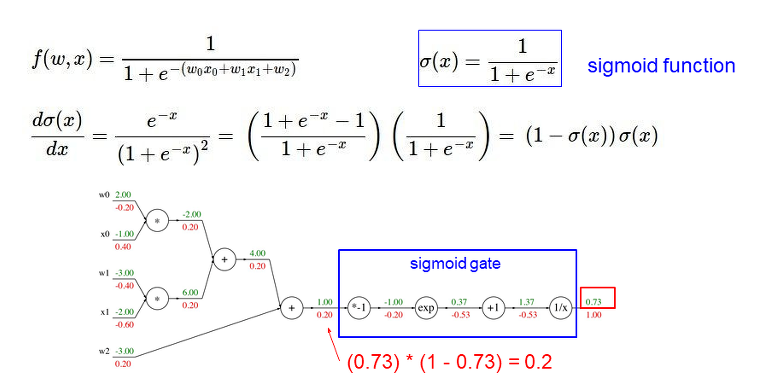 f(w,x) = 1 / (1 + e^{-(w_0x_0+w_1x_1+w_2)})
σ(x) = 1 / (1 + e^{-x})
sigmoid function
dσ(x)/dx = e^{-x} / (1 + e^{-x})^2 = ((1 + e^{-x} − 1) / (1 + e^{-x})) (1 / (1 + e^{-x})) = (1 − σ(x)) σ(x)
w0 2.00
-0.20
*
-2.00
0.20
x0 -1.00
0.40
+
4.00
0.20
w1 -3.00
-0.40
*
6.00
0.20
x1 -2.00
-0.60
w2 -3.00
0.20
+
1.00
0.20
sigmoid gate
*-1
-1.00
-0.20
exp
0.37
-0.53
+1
1.37
-0.53
1/x
0.73
1.00
(0.73) * (1 - 0.73) = 0.2